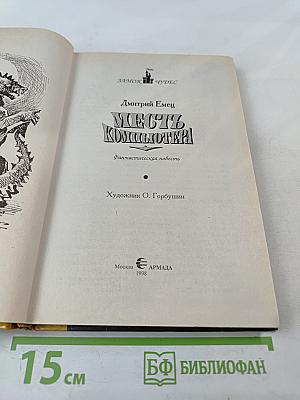 ЗАМОК ЧУДЕС
Дмитрий Емец
МЕСТЬ
КОМПЬЮТЕРА
Фантастическая повесть
Художник О. Горбушин
Москва
1998
АРМАДА
15 см
БФ БИБЛИОФАН